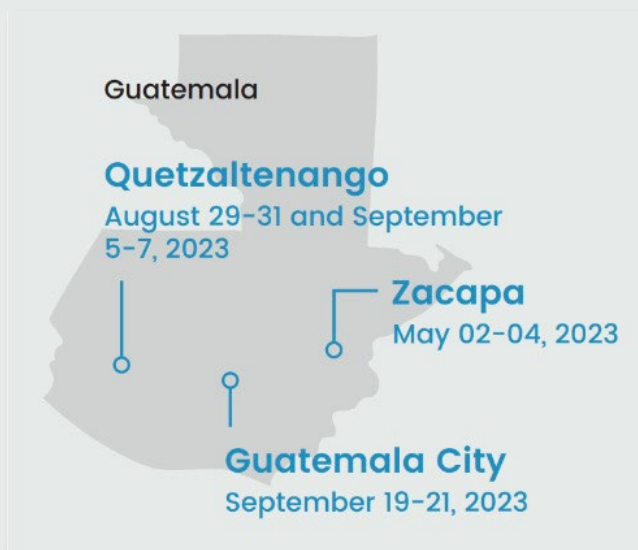 Guatemala
Quetzaltenango
August 29-31 and September
5-7, 2023
Zacapa
May 02-04, 2023
Guatemala City
September 19-21, 2023